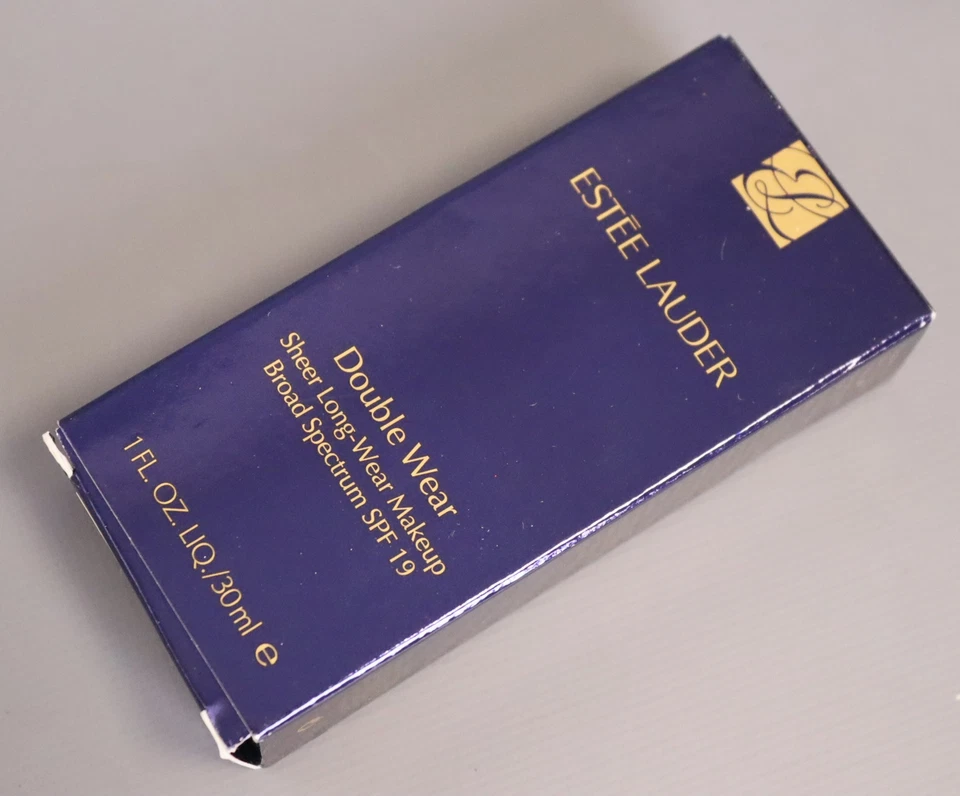 ESTĒE LAUDER
Double Wear
Sheer Long-Wear Makeup
Broad Spectrum SPF 19
1 FL. OZ. LIQ./30ml ℮